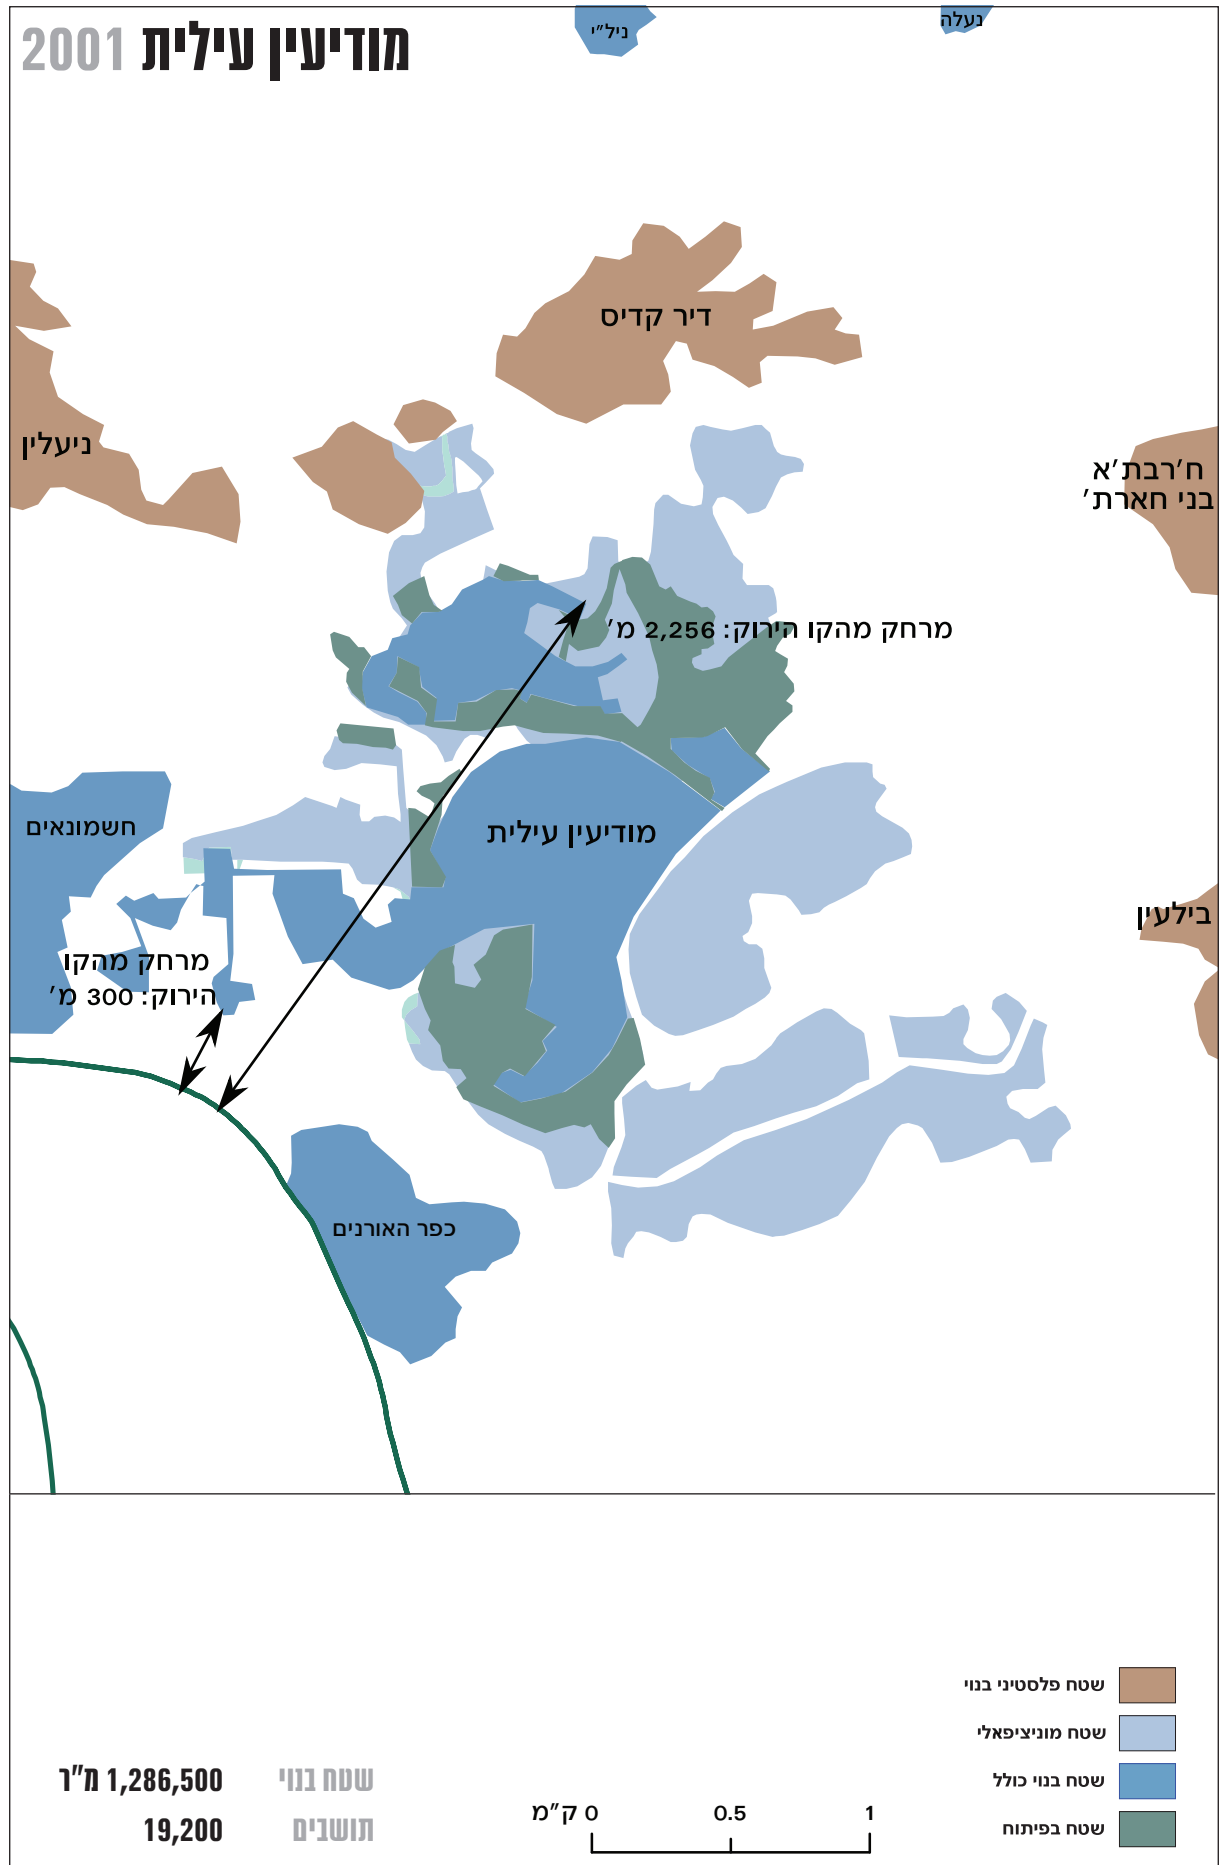 מודיעין עילית 2001
ניל״י
נעלה
דיר קדיס
ניעלין
ח׳רבת׳א
בני חארת׳
מרחק מהקו הירוק: 2,256 מ׳
חשמונאים
מודיעין עילית
בילעין
מרחק מהקו
הירוק: 300 מ׳
כפר האורנים
שטח פלסטיני בנוי
שטח מוניציפאלי
שטח בנוי כולל
שטח בפיתוח
שטח בנוי 1,286,500 מ״ר
תושבים 19,200
ק״מ 0 0.5 1